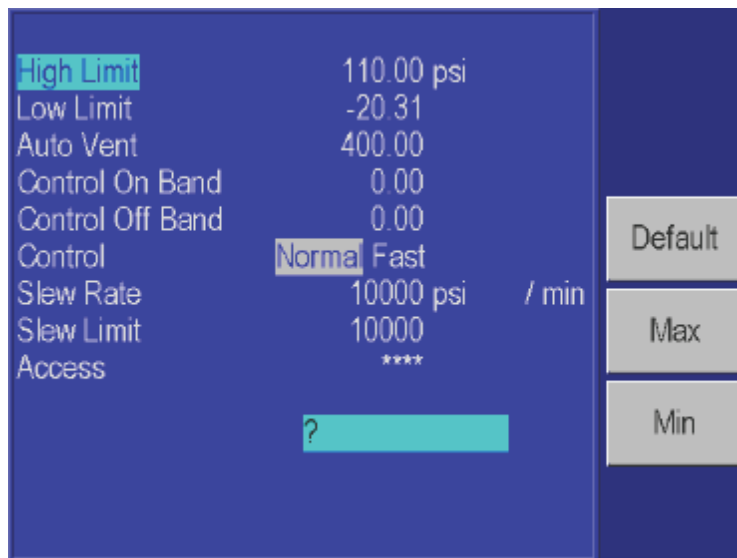 High Limit 110.00 psi
Low Limit -20.31
Auto Vent 400.00
Control On Band 0.00
Control Off Band 0.00
Control Normal Fast
Slew Rate 10000 psi / min
Slew Limit 10000
Access ****
?
Default
Max
Min